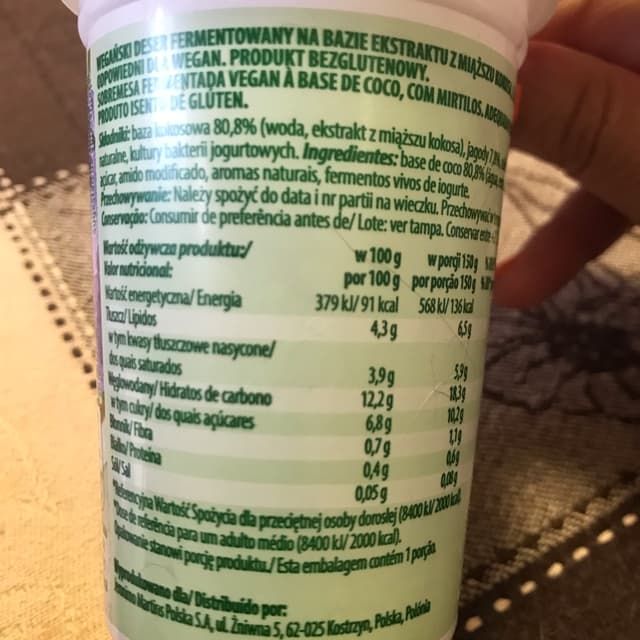 WEGAŃSKI DESER FERMENTOWANY NA BAZIE EKSTRAKTU Z MIĄŻSZU
ODPOWIEDNI DLA WEGAN. PRODUKT BEZGLUTENOWY.
SOBREMESA FERMENTADA VEGAN À BASE DE COCO, COM MIRTILOS.
PRODUTO ISENTO DE GLÚTEN.
Składniki: baza kokosowa 80,8% (woda, ekstrakt z miąższu kokosa), jagody
naturalne, kultury bakterii jogurtowych. Ingredientes: base de coco 80,8%
açúcar, amido modificado, aromas naturais, fermentos vivos de iogurte.
Przechowywanie: Należy spożyć do data i nr partii na wieczku. Przechowywać
Conservação: Consumir de preferência antes de/ Lote: ver tampa. Conservar entre
Wartość odżywcza produktu:/ w 100 g w porcji 150 g
Valor nutricional: por 100 g por porção 150 g
Wartość energetyczna/ Energia 379 kJ/ 91 kcal 568 kJ/ 136 kcal
Tłuszcz/ Lípidos 4,3 g 6,5 g
w tym kwasy tłuszczowe nasycone/
dos quais saturados 3,9 g 5,9 g
Węglowodany/ Hidratos de carbono 12,2 g 18,3 g
w tym cukry/ dos quais açúcares 6,8 g 10,2 g
Błonnik/ Fibra 0,7 g 1,1 g
Białko/ Proteína 0,4 g 0,6 g
Sól/ Sal 0,05 g 0,08 g
*Referencyjna Wartość Spożycia dla przeciętnej osoby dorosłej (8400 kJ/ 2000 kcal).
*Dose de referência para um adulto médio (8400 kJ/ 2000 kcal).
Opakowanie stanowi porcję produktu./ Esta embalagem contém 1 porção.
Wyprodukowano dla/ Distribuído por:
Jeronimo Martins Polska S.A, ul. Żniwna 5, 62-025 Kostrzyn, Polska, Polónia